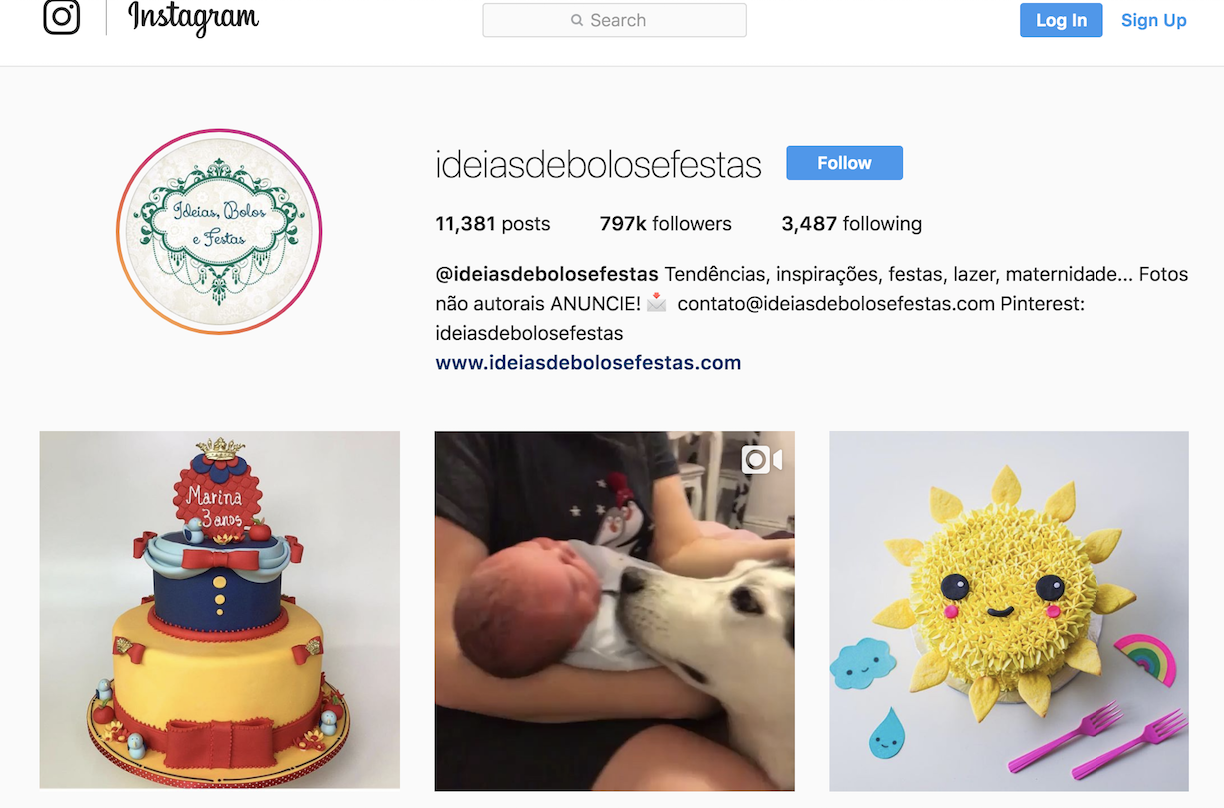 Instagram
Search
Log In
Sign Up
Ideias, Bolos
e Festas
ideiasdebolosefestas
Follow
11,381 posts
797k followers
3,487 following
@ideiasdebolosefestas Tendências, inspirações, festas, lazer, maternidade... Fotos
não autorais ANUNCIE! 📩 contato@ideiasdebolosefestas.com Pinterest:
ideiasdebolosefestas
www.ideiasdebolosefestas.com
Marina
3 anos